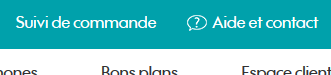 Suivi de commande Aide et contact
Bons plans Espace client